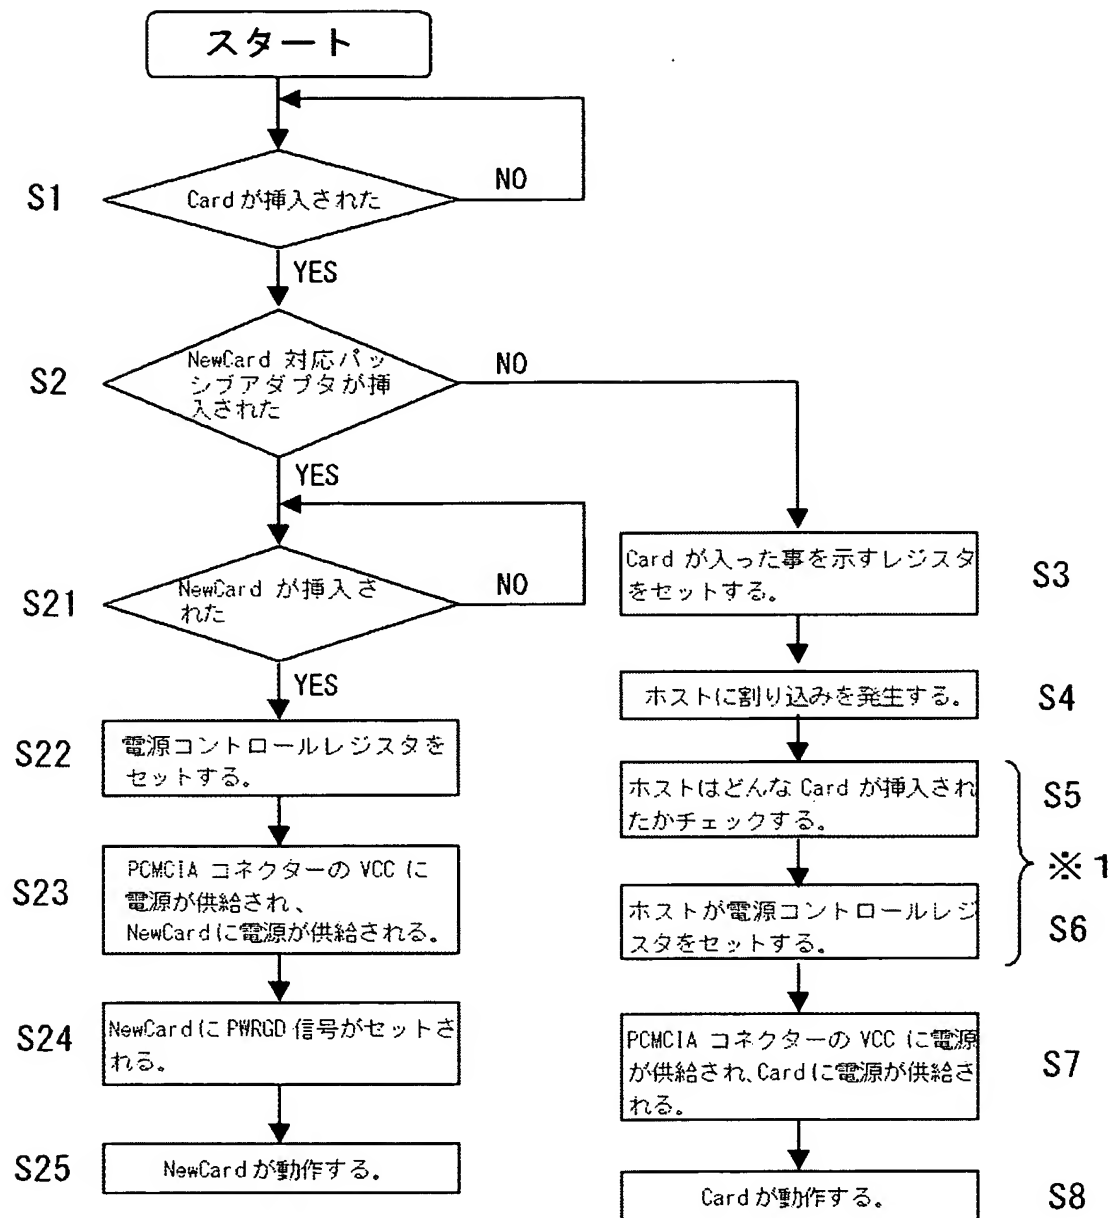 スタート
S1
Cardが挿入された
NO
YES
S2
NewCard 対応パッ
シブアダプタが挿
入された
NO
YES
S21
NewCard が挿入さ
れた
NO
YES
S22
電源コントロールレジスタを
セットする。
S23
PCMCIA コネクターの VCC に
電源が供給され、
NewCardに電源が供給される。
S24
NewCardに PWRGD 信号がセットさ
れる。
S25
NewCardが動作する。
Card が入った事を示すレジスタ
をセットする。
S3
ホストに割り込みを発生する。
S4
ホストはどんな Card が挿入され
たかチェックする。
S5
※1
ホストが電源コントロールレジ
スタをセットする。
S6
PCMCIA コネクターの VCC に電源
が供給され、Cardに電源が供給さ
れる。
S7
Cardが動作する。
S8